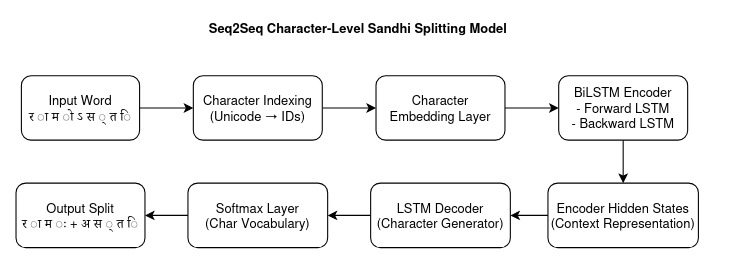 Seq2Seq Character-Level Sandhi Splitting Model
Input Word
र ा म ो ऽ स ् त ि
Character Indexing
(Unicode → IDs)
Character
Embedding Layer
BiLSTM Encoder
- Forward LSTM
- Backward LSTM
Output Split
र ा म ः + अ स ् त ि
Softmax Layer
(Char Vocabulary)
LSTM Decoder
(Character Generator)
Encoder Hidden States
(Context Representation)